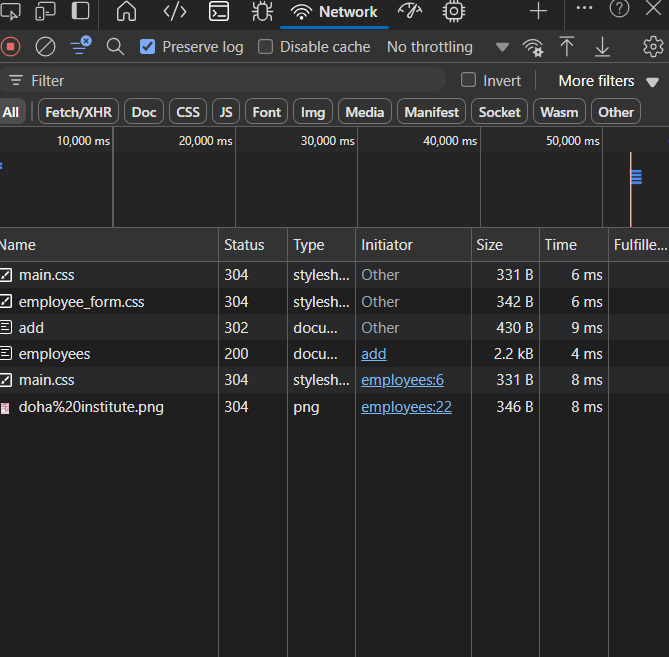 Network
Preserve log Disable cache No throttling
Filter Invert More filters
All Fetch/XHR Doc CSS JS Font Img Media Manifest Socket Wasm Other
10,000 ms 20,000 ms 30,000 ms 40,000 ms 50,000 ms
Name Status Type Initiator Size Time Fulfille...
main.css 304 stylesh... Other 331 B 6 ms
employee_form.css 304 stylesh... Other 342 B 6 ms
add 302 docu... Other 430 B 9 ms
employees 200 docu... add 2.2 kB 4 ms
main.css 304 stylesh... employees:6 331 B 8 ms
doha%20institute.png 304 png employees:22 346 B 8 ms